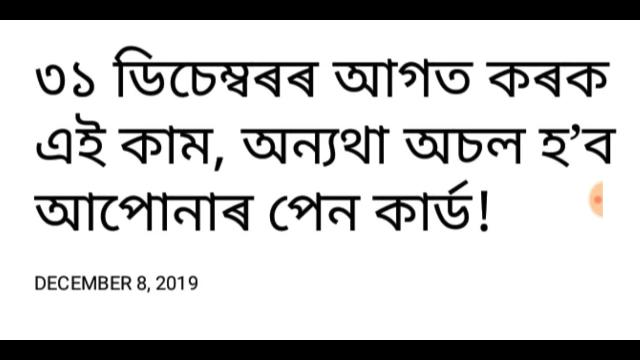 ৩১ ডিচেম্বৰৰ আগত কৰক
এই কাম, অন্যথা অচল হ’ব
আপোনাৰ পেন কাৰ্ড!
DECEMBER 8, 2019